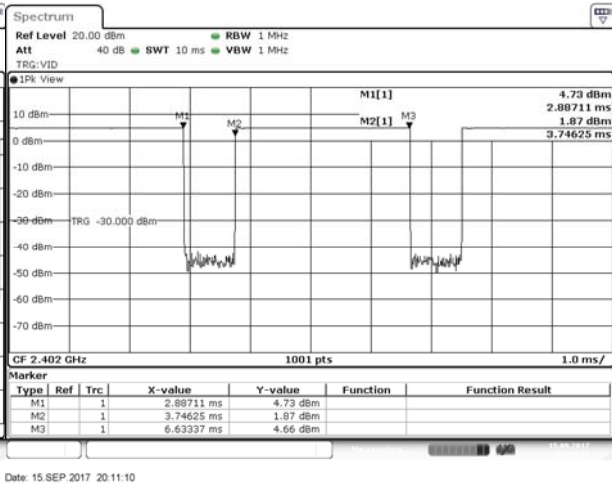 Spectrum
Ref Level 20.00 dBm RBW 1 MHz
Att 40 dB SWT 10 ms VBW 1 MHz
TRG:VID
1Pk View
M1[1] 4.73 dBm
2.88711 ms
M2[1] 1.87 dBm
3.74625 ms
M1
M2
M3
10 dBm
0 dBm
-10 dBm
-20 dBm
-30 dBm TRG -30.000 dBm
-40 dBm
-50 dBm
-60 dBm
-70 dBm
CF 2.402 GHz 1001 pts 1.0 ms/
Marker
Type Ref Trc X-value Y-value Function Function Result
M1 1 2.88711 ms 4.73 dBm
M2 1 3.74625 ms 1.87 dBm
M3 1 6.63337 ms 4.66 dBm
Date: 15.SEP.2017 20:11:10